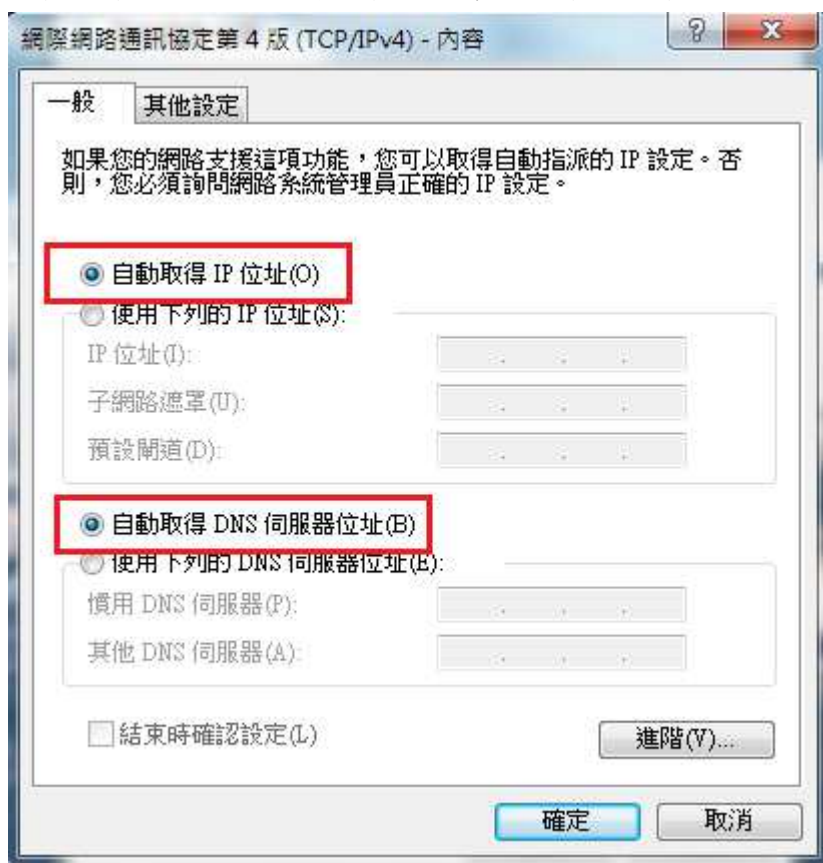 網際網路通訊協定第 4 版 (TCP/IPv4) - 內容
一般
其他設定
如果您的網路支援這項功能，您可以取得自動指派的 IP 設定。否
則，您必須詢問網路系統管理員正確的 IP 設定。
自動取得 IP 位址(O)
使用下列的 IP 位址(S):
IP 位址(I):
子網路遮罩(U):
預設閘道(D):
自動取得 DNS 伺服器位址(B)
使用下列的 DNS 伺服器位址(E):
慣用 DNS 伺服器(P):
其他 DNS 伺服器(A):
結束時確認設定(L)
進階(V)...
確定
取消